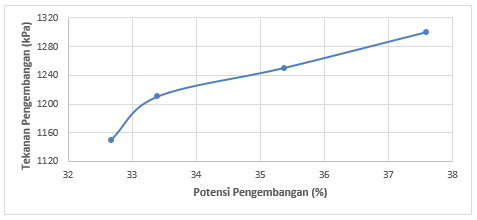 Tekanan Pengembangan (kPa)
1320
1280
1240
1200
1160
1120
32 33 34 35 36 37 38
Potensi Pengembangan (%)